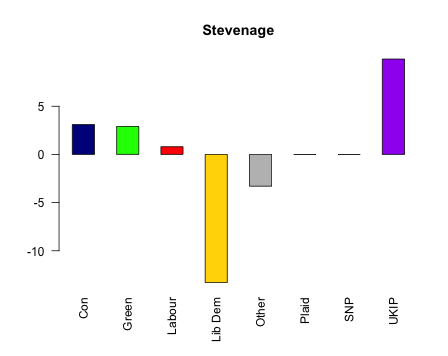 Stevenage
5
0
-5
-10
Con
Green
Labour
Lib Dem
Other
Plaid
SNP
UKIP